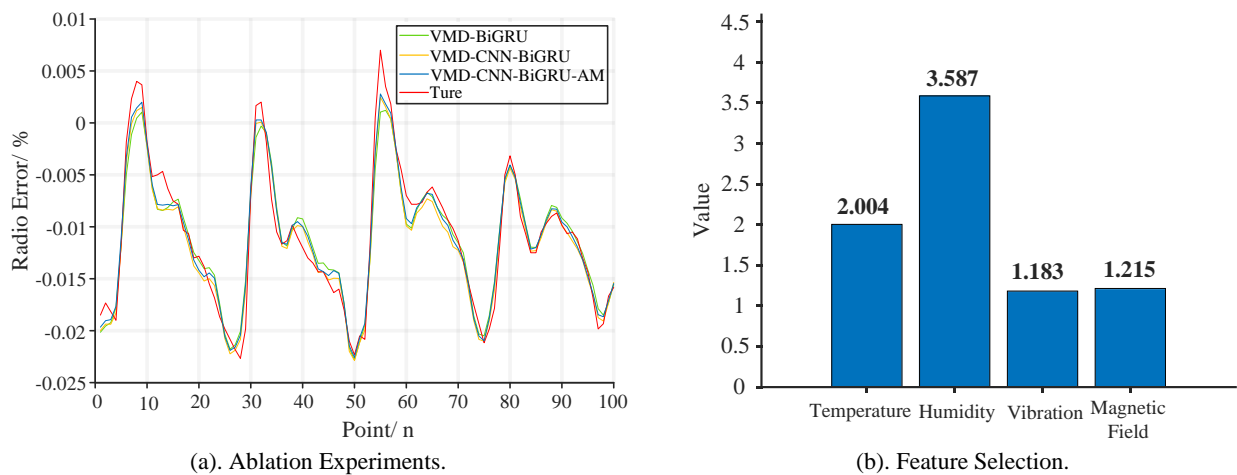 0.01
0.005
0
-0.005
-0.01
-0.015
-0.02
-0.025
Radio Error/ %
VMD-BiGRU
VMD-CNN-BiGRU
VMD-CNN-BiGRU-AM
Ture
0 10 20 30 40 50 60 70 80 90 100
Point/ n
(a). Ablation Experiments.
4.5
4
3.5
3
2.5
2
1.5
1
0.5
0
Value
2.004
3.587
1.183
1.215
Temperature Humidity Vibration Magnetic
Field
(b). Feature Selection.